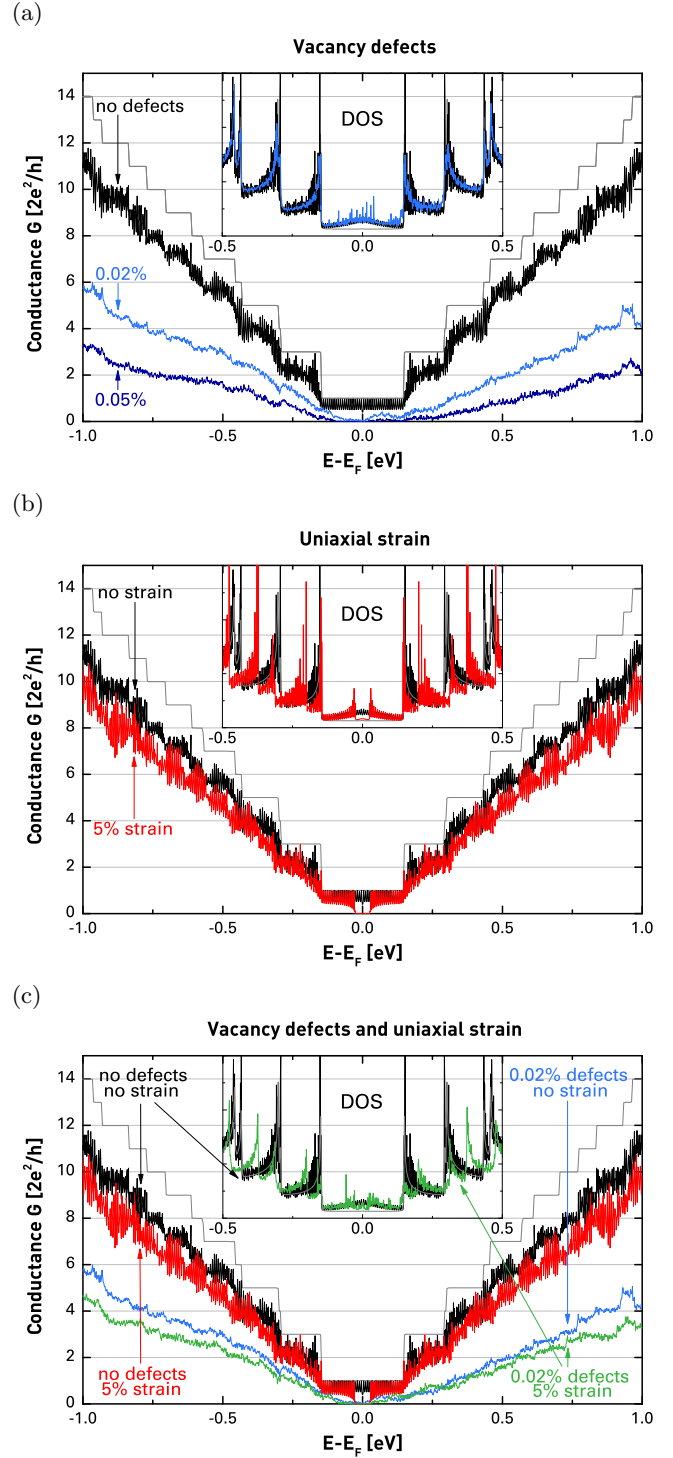 (a)
Vacancy defects
Conductance G [2e²/h]
14
12
10
8
6
4
2
0
no defects
0.02%
0.05%
DOS
-0.5
0.0
0.5
-1.0
-0.5
0.0
0.5
1.0
E-E_F [eV]
(b)
Uniaxial strain
Conductance G [2e²/h]
14
12
10
8
6
4
2
0
no strain
5% strain
DOS
-0.5
0.0
0.5
-1.0
-0.5
0.0
0.5
1.0
E-E_F [eV]
(c)
Vacancy defects and uniaxial strain
Conductance G [2e²/h]
14
12
10
8
6
4
2
0
no defects
no strain
DOS
0.02% defects
no strain
-0.5
0.0
0.5
no defects
5% strain
0.02% defects
5% strain
-1.0
-0.5
0.0
0.5
1.0
E-E_F [eV]